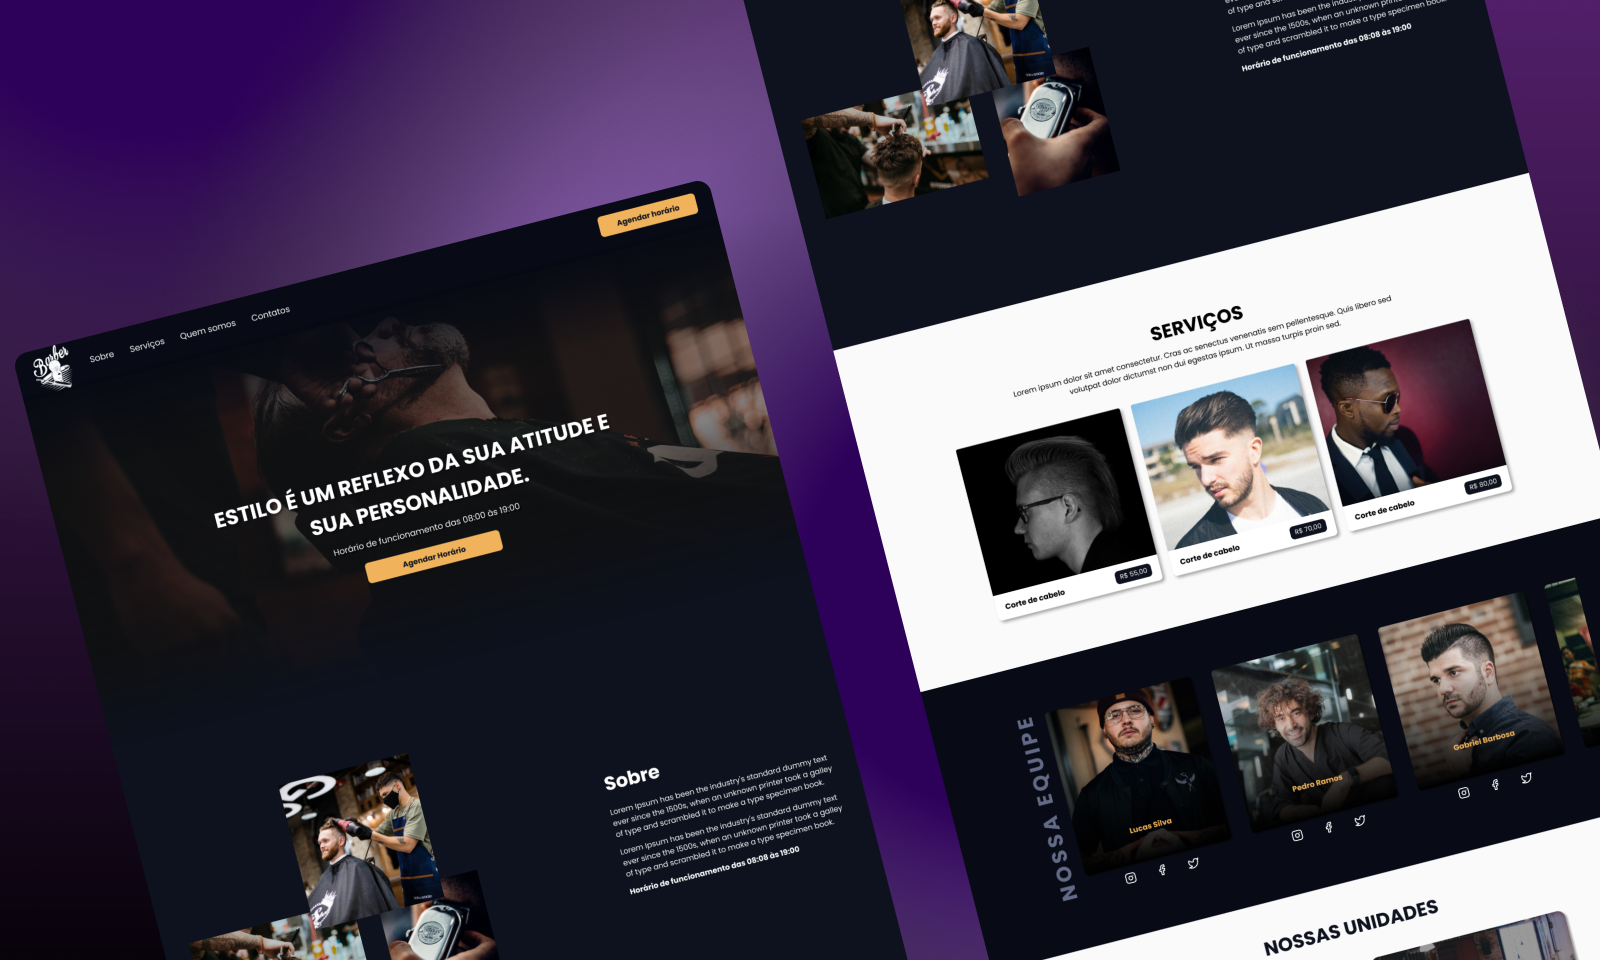 Barber
Sobre
Serviços
Quem somos
Contatos
Agendar horário
ESTILO É UM REFLEXO DA SUA ATITUDE E
SUA PERSONALIDADE.
Horário de funcionamento das 08:00 às 19:00
Agendar Horário
Sobre
Lorem Ipsum has been the industry's standard dummy text
ever since the 1500s, when an unknown printer took a galley
of type and scrambled it to make a type specimen book.
Lorem Ipsum has been the industry's standard dummy text
ever since the 1500s, when an unknown printer took a galley
of type and scrambled it to make a type specimen book.
Horário de funcionamento das 08:08 às 19:00
of type and
Lorem Ipsum has been the industry's
ever since the 1500s, when an unknown printer
of type and scrambled it to make a type specimen book.
Horário de funcionamento das 08:08 às 19:00
SERVIÇOS
Lorem ipsum dolor sit amet consectetur. Cras ac senectus venenatis sem pellentesque. Quis libero sed
volutpat dolor dictumst non dui egestas ipsum. Ut massa turpis proin sed.
Corte de cabelo
R$ 55,00
Corte de cabelo
R$ 70,00
Corte de cabelo
R$ 80,00
NOSSA EQUIPE
Lucas Silva
Pedro Ramos
Gabriel Barbosa
NOSSAS UNIDADES